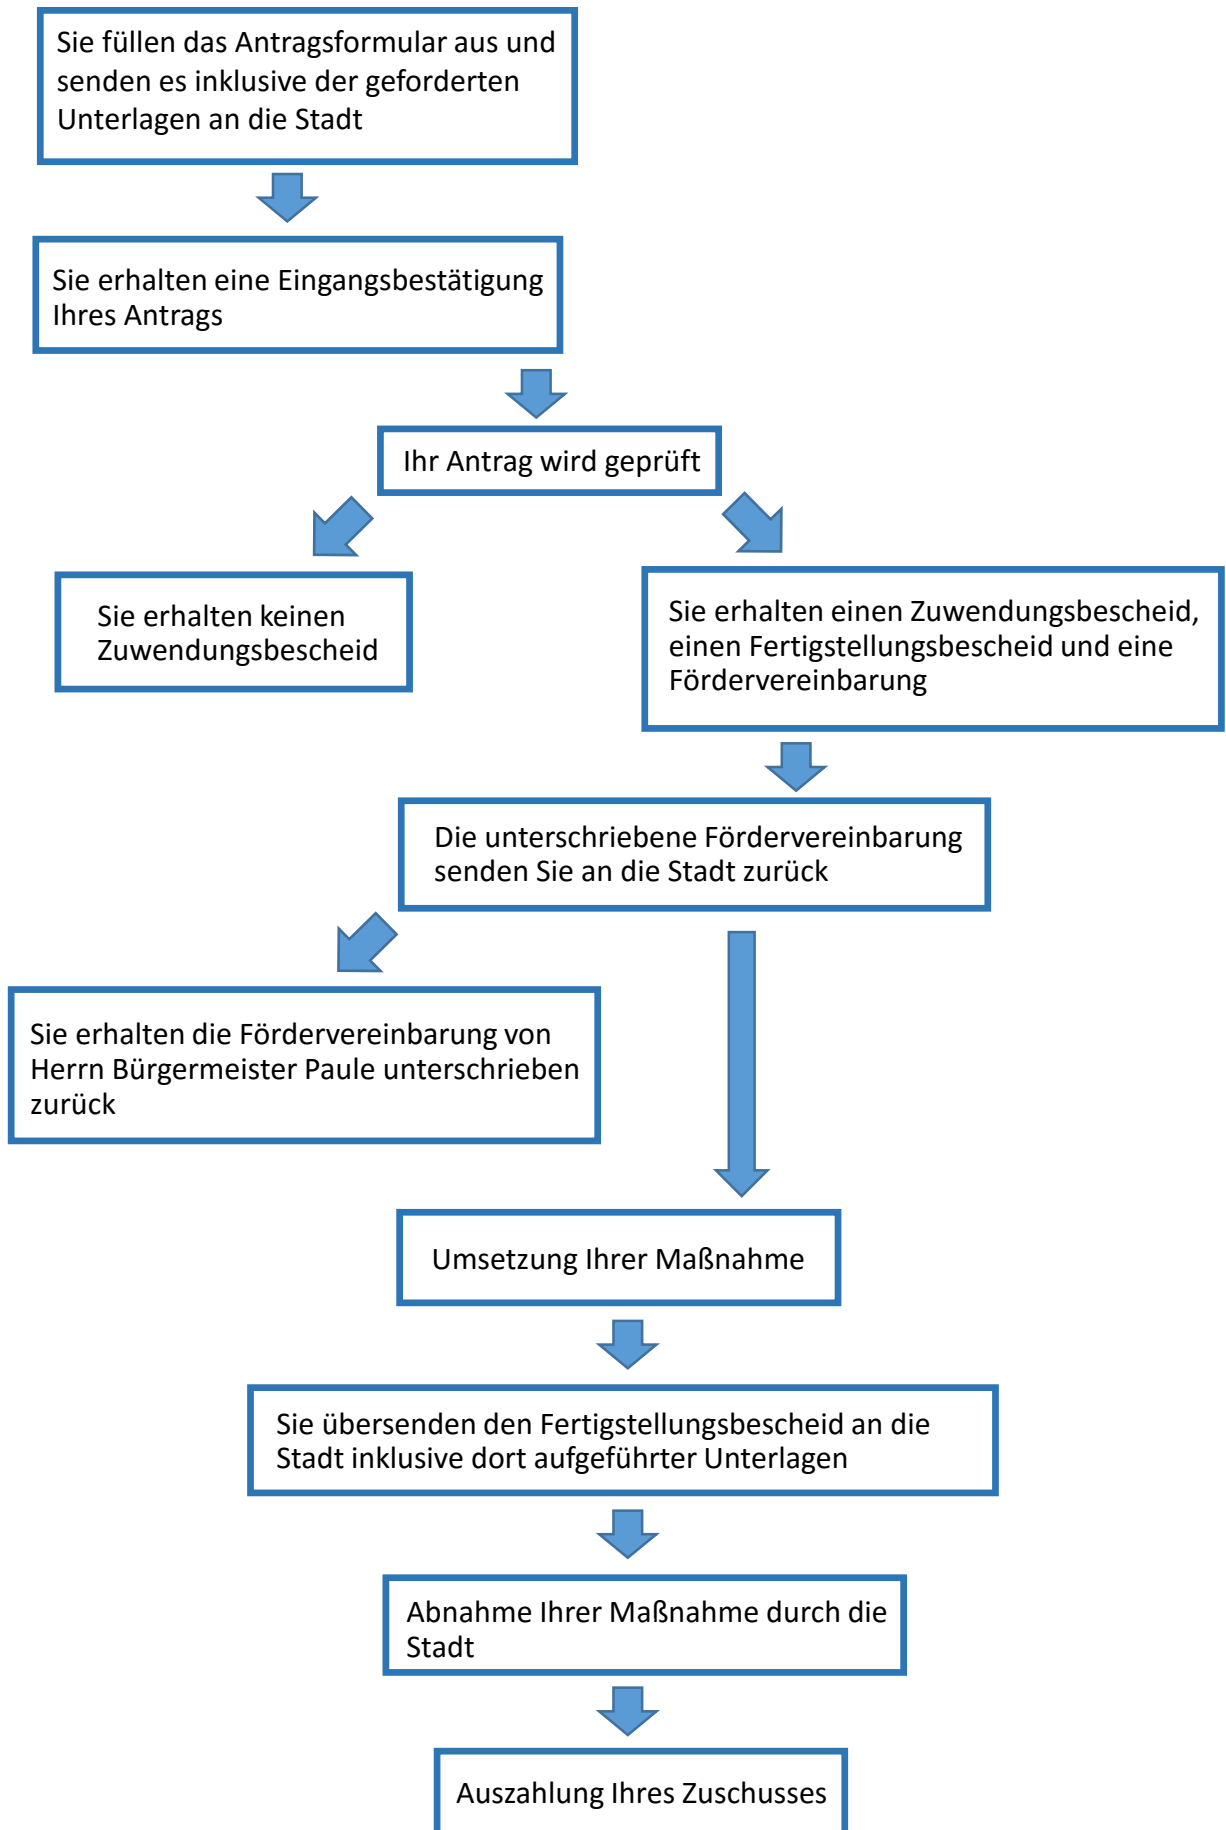 Sie füllen das Antragsformular aus und
senden es inklusive der geforderten
Unterlagen an die Stadt
Sie erhalten eine Eingangsbestätigung
Ihres Antrags
Ihr Antrag wird geprüft
Sie erhalten keinen
Zuwendungsbescheid
Sie erhalten einen Zuwendungsbescheid,
einen Fertigstellungsbescheid und eine
Fördervereinbarung
Die unterschriebene Fördervereinbarung
senden Sie an die Stadt zurück
Sie erhalten die Fördervereinbarung von
Herrn Bürgermeister Paule unterschrieben
zurück
Umsetzung Ihrer Maßnahme
Sie übersenden den Fertigstellungsbescheid an die
Stadt inklusive dort aufgeführter Unterlagen
Abnahme Ihrer Maßnahme durch die
Stadt
Auszahlung Ihres Zuschusses